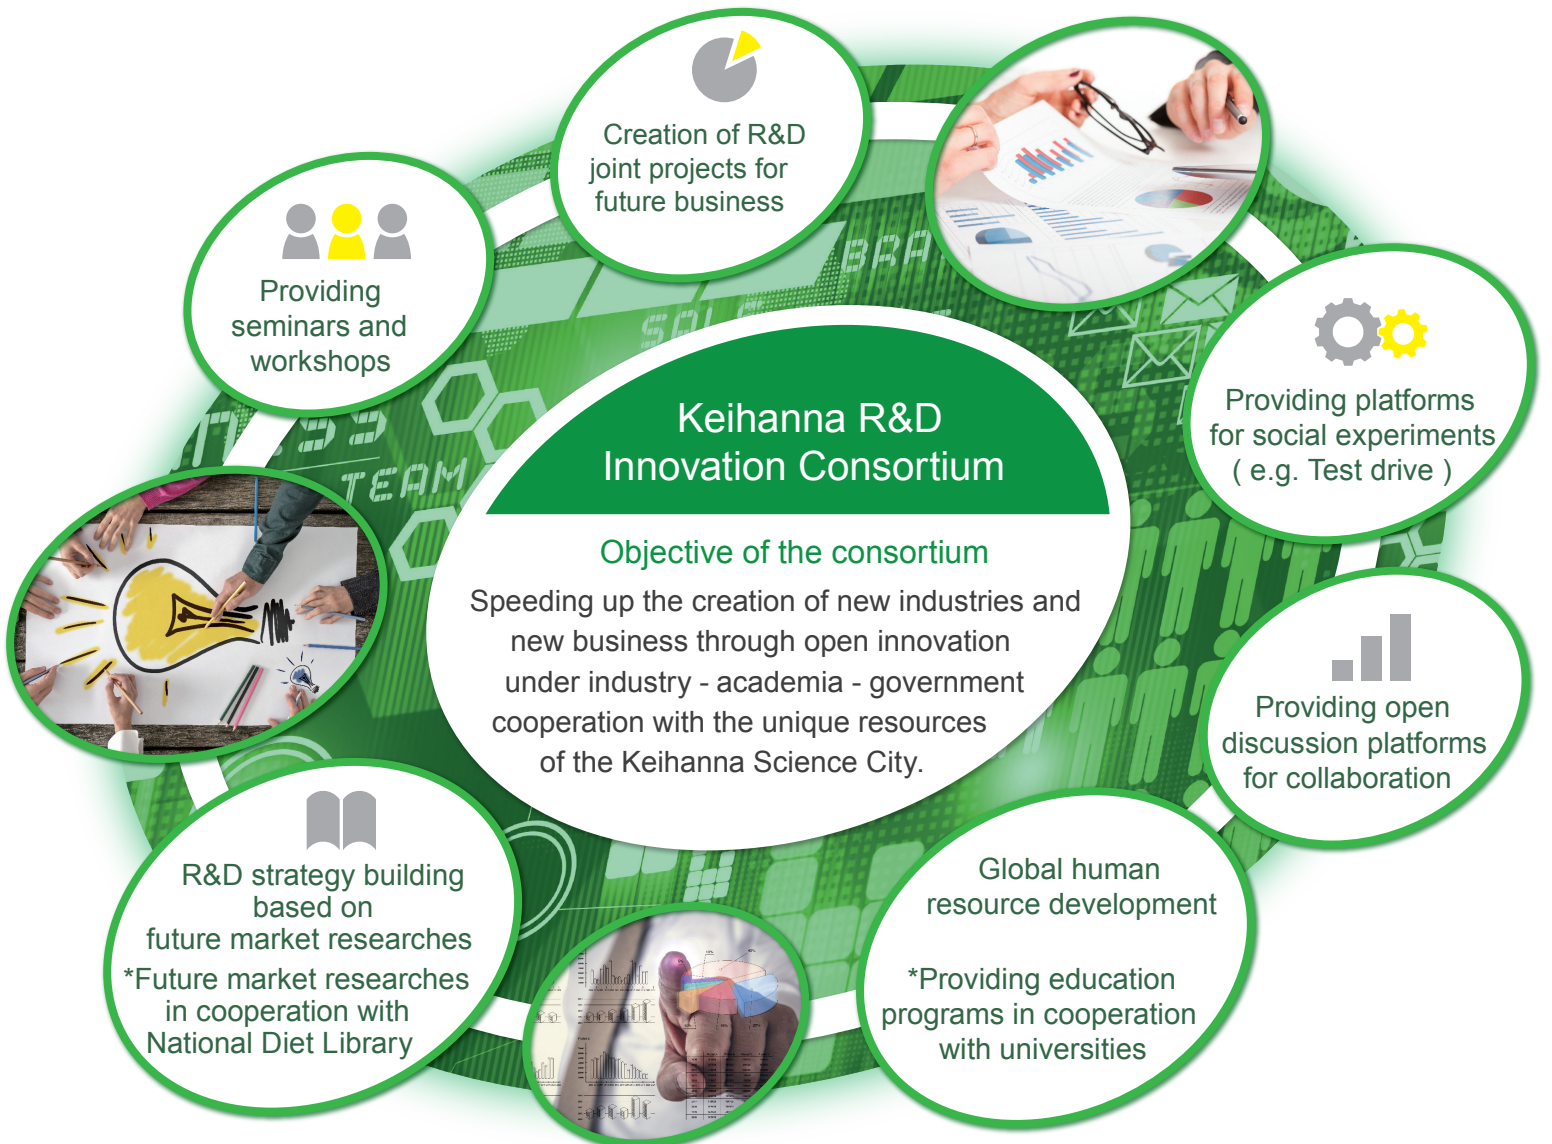 Creation of R&D
joint projects for
future business
Providing
seminars and
workshops
BRA
SALE
TEAM
Keihanna R&D
Innovation Consortium
Objective of the consortium
Speeding up the creation of new industries and
new business through open innovation
under industry - academia - government
cooperation with the unique resources
of the Keihanna Science City.
Providing platforms
for social experiments
( e.g. Test drive )
Providing open
discussion platforms
for collaboration
R&D strategy building
based on
future market researches
*Future market researches
in cooperation with
National Diet Library
Global human
resource development
*Providing education
programs in cooperation
with universities